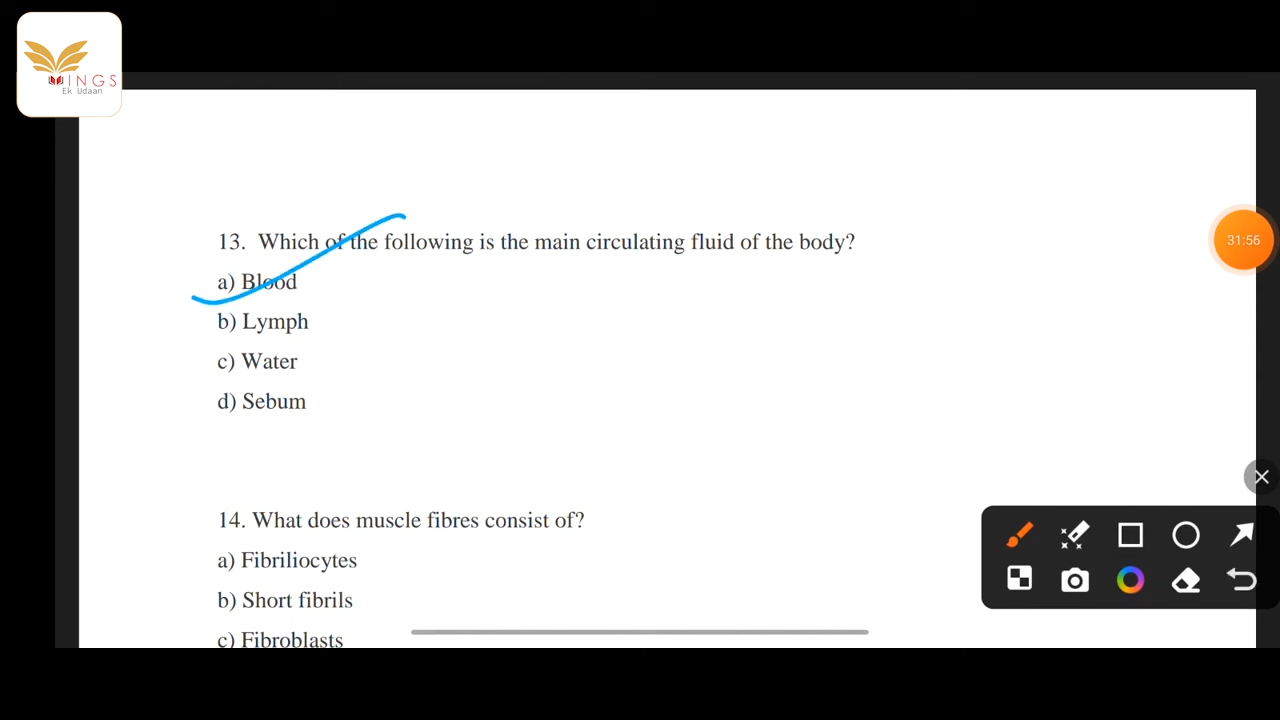 WINGS
Ek Udaan
13. Which of the following is the main circulating fluid of the body?
a) Blood
b) Lymph
c) Water
d) Sebum
31:56
14. What does muscle fibres consist of?
a) Fibriliocytes
b) Short fibrils
c) Fibroblasts